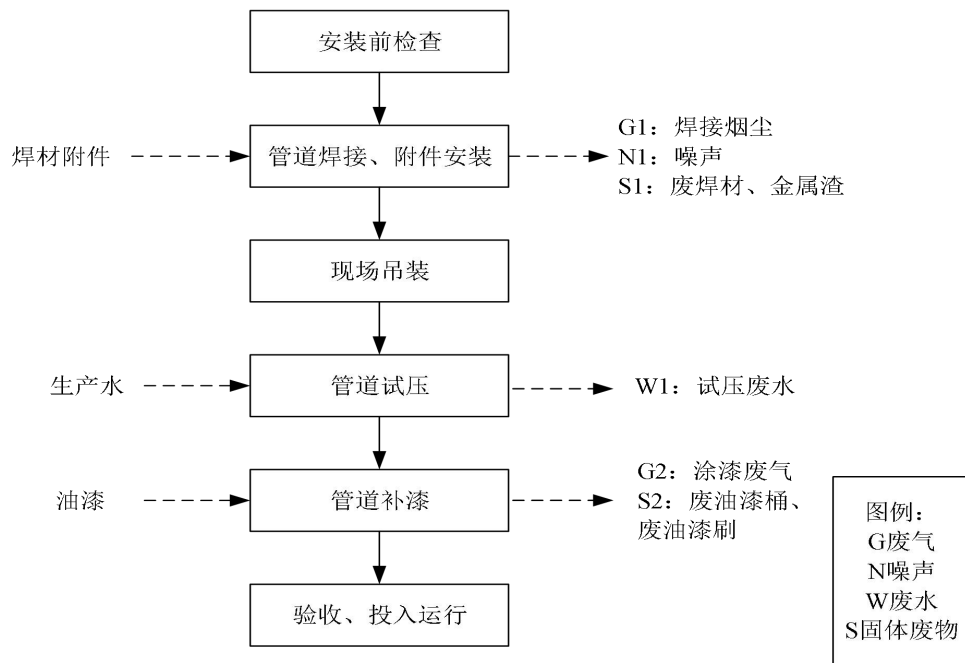 安装前检查
焊材附件
管道焊接、附件安装
G1：焊接烟尘
N1：噪声
S1：废焊材、金属渣
现场吊装
生产水
管道试压
W1：试压废水
油漆
管道补漆
G2：涂漆废气
S2：废油漆桶、
废油漆刷
验收、投入运行
图例：
G废气
N噪声
W废水
S固体废物